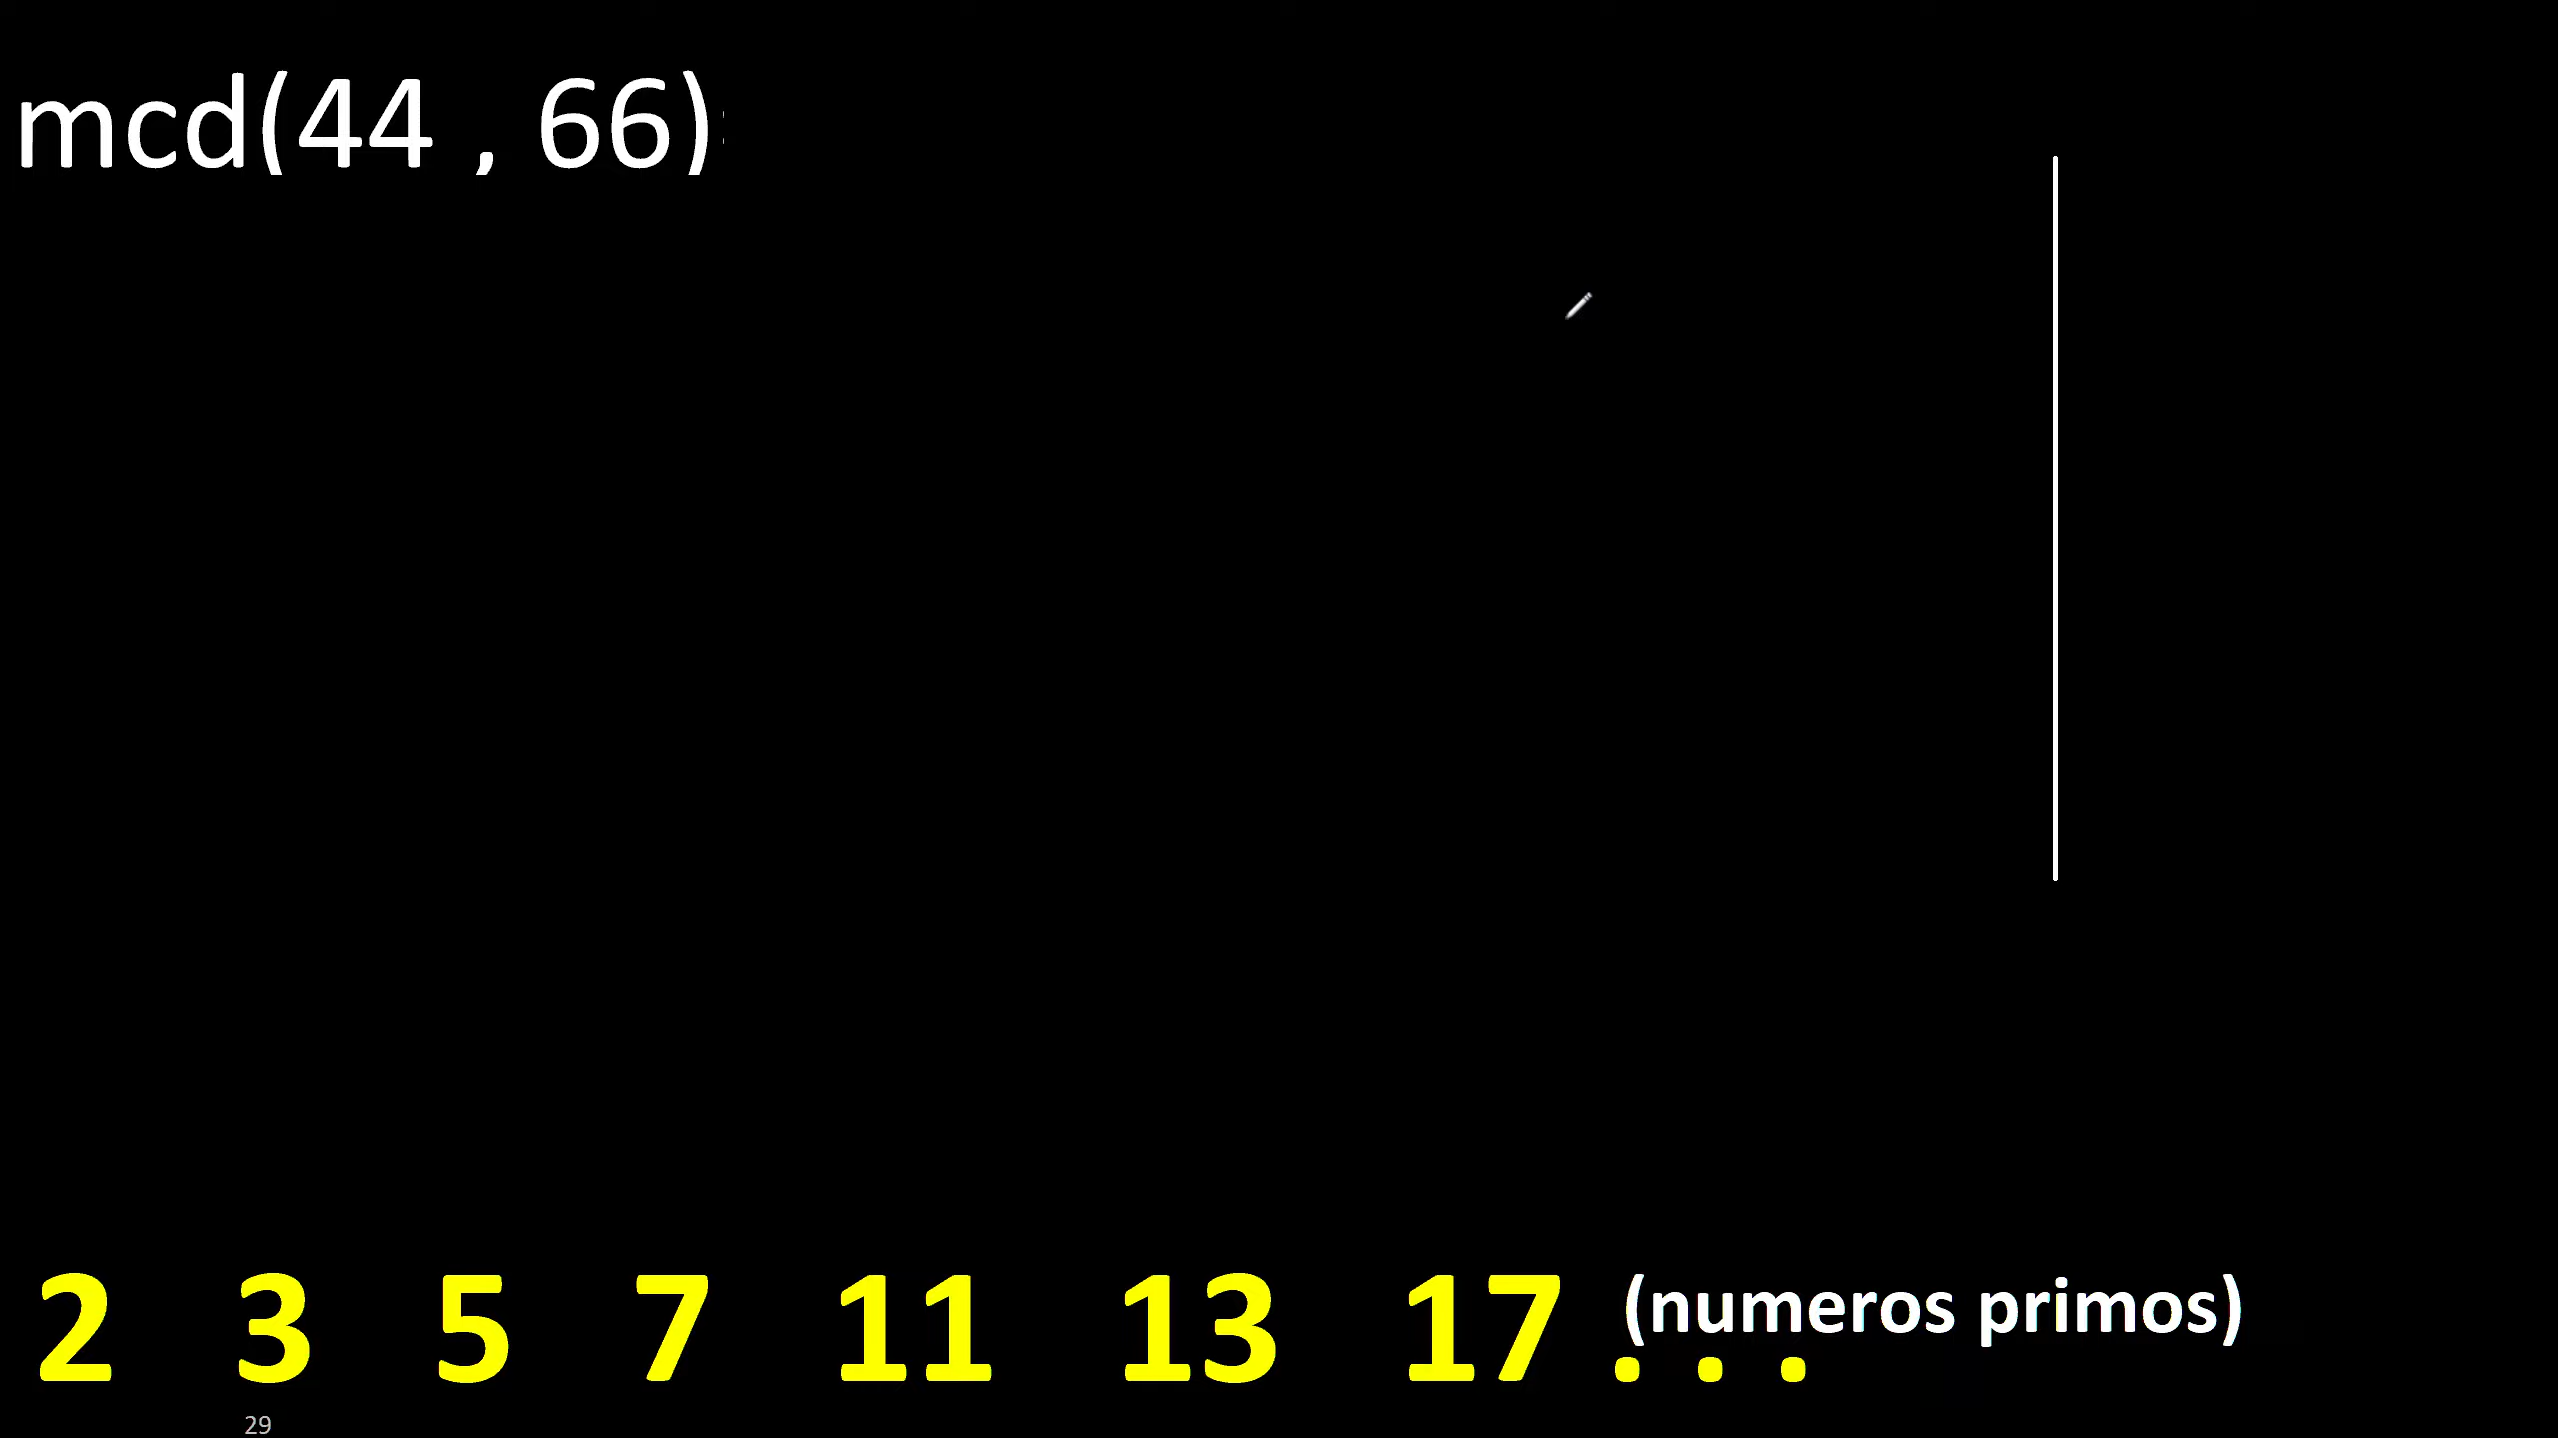 mcd(44 , 66)
2 3 5 7 11 13 17 . . . (numeros primos)
29